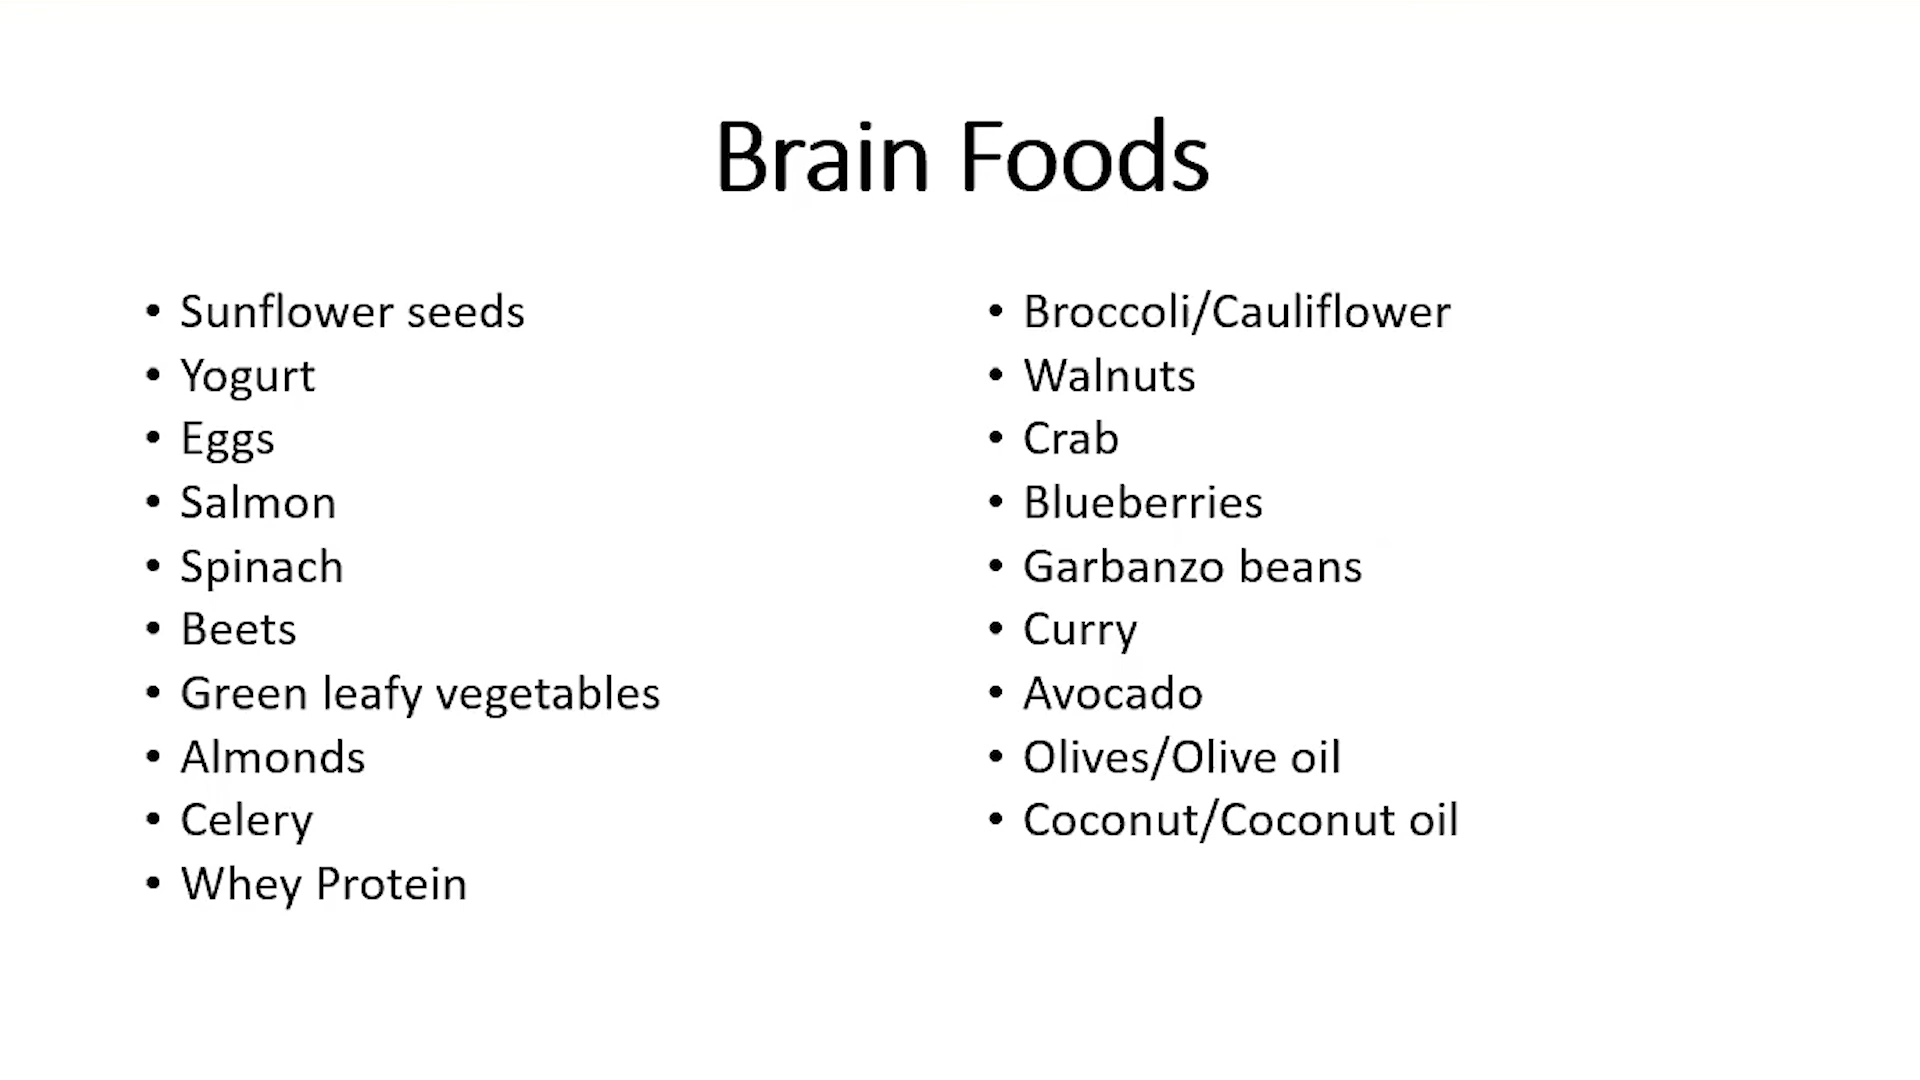 Brain Foods
• Sunflower seeds
• Yogurt
• Eggs
• Salmon
• Spinach
• Beets
• Green leafy vegetables
• Almonds
• Celery
• Whey Protein
• Broccoli/Cauliflower
• Walnuts
• Crab
• Blueberries
• Garbanzo beans
• Curry
• Avocado
• Olives/Olive oil
• Coconut/Coconut oil